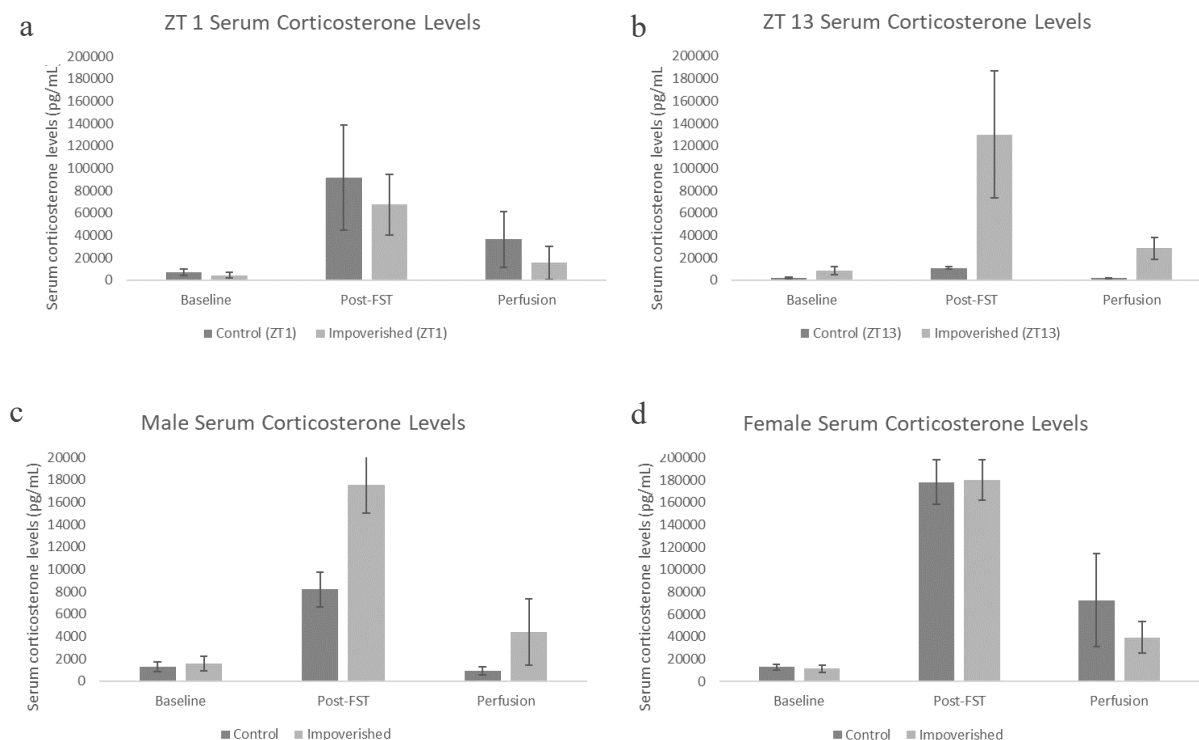 a
ZT 1 Serum Corticosterone Levels
Serum corticosterone levels (pg/mL)
200000
180000
160000
140000
120000
100000
80000
60000
40000
20000
0
Baseline Post-FST Perfusion
Control (ZT1) Impoverished (ZT1)
b
ZT 13 Serum Corticosterone Levels
Serum corticosterone levels (pg/mL)
200000
180000
160000
140000
120000
100000
80000
60000
40000
20000
0
Baseline Post-FST Perfusion
Control (ZT13) Impoverished (ZT13)
c
Male Serum Corticosterone Levels
Serum corticosterone levels (pg/mL)
20000
18000
16000
14000
12000
10000
8000
6000
4000
2000
0
Baseline Post-FST Perfusion
Control Impoverished
d
Female Serum Corticosterone Levels
Serum corticosterone levels (pg/mL)
200000
180000
160000
140000
120000
100000
80000
60000
40000
20000
0
Baseline Post-FST Perfusion
Control Impoverished